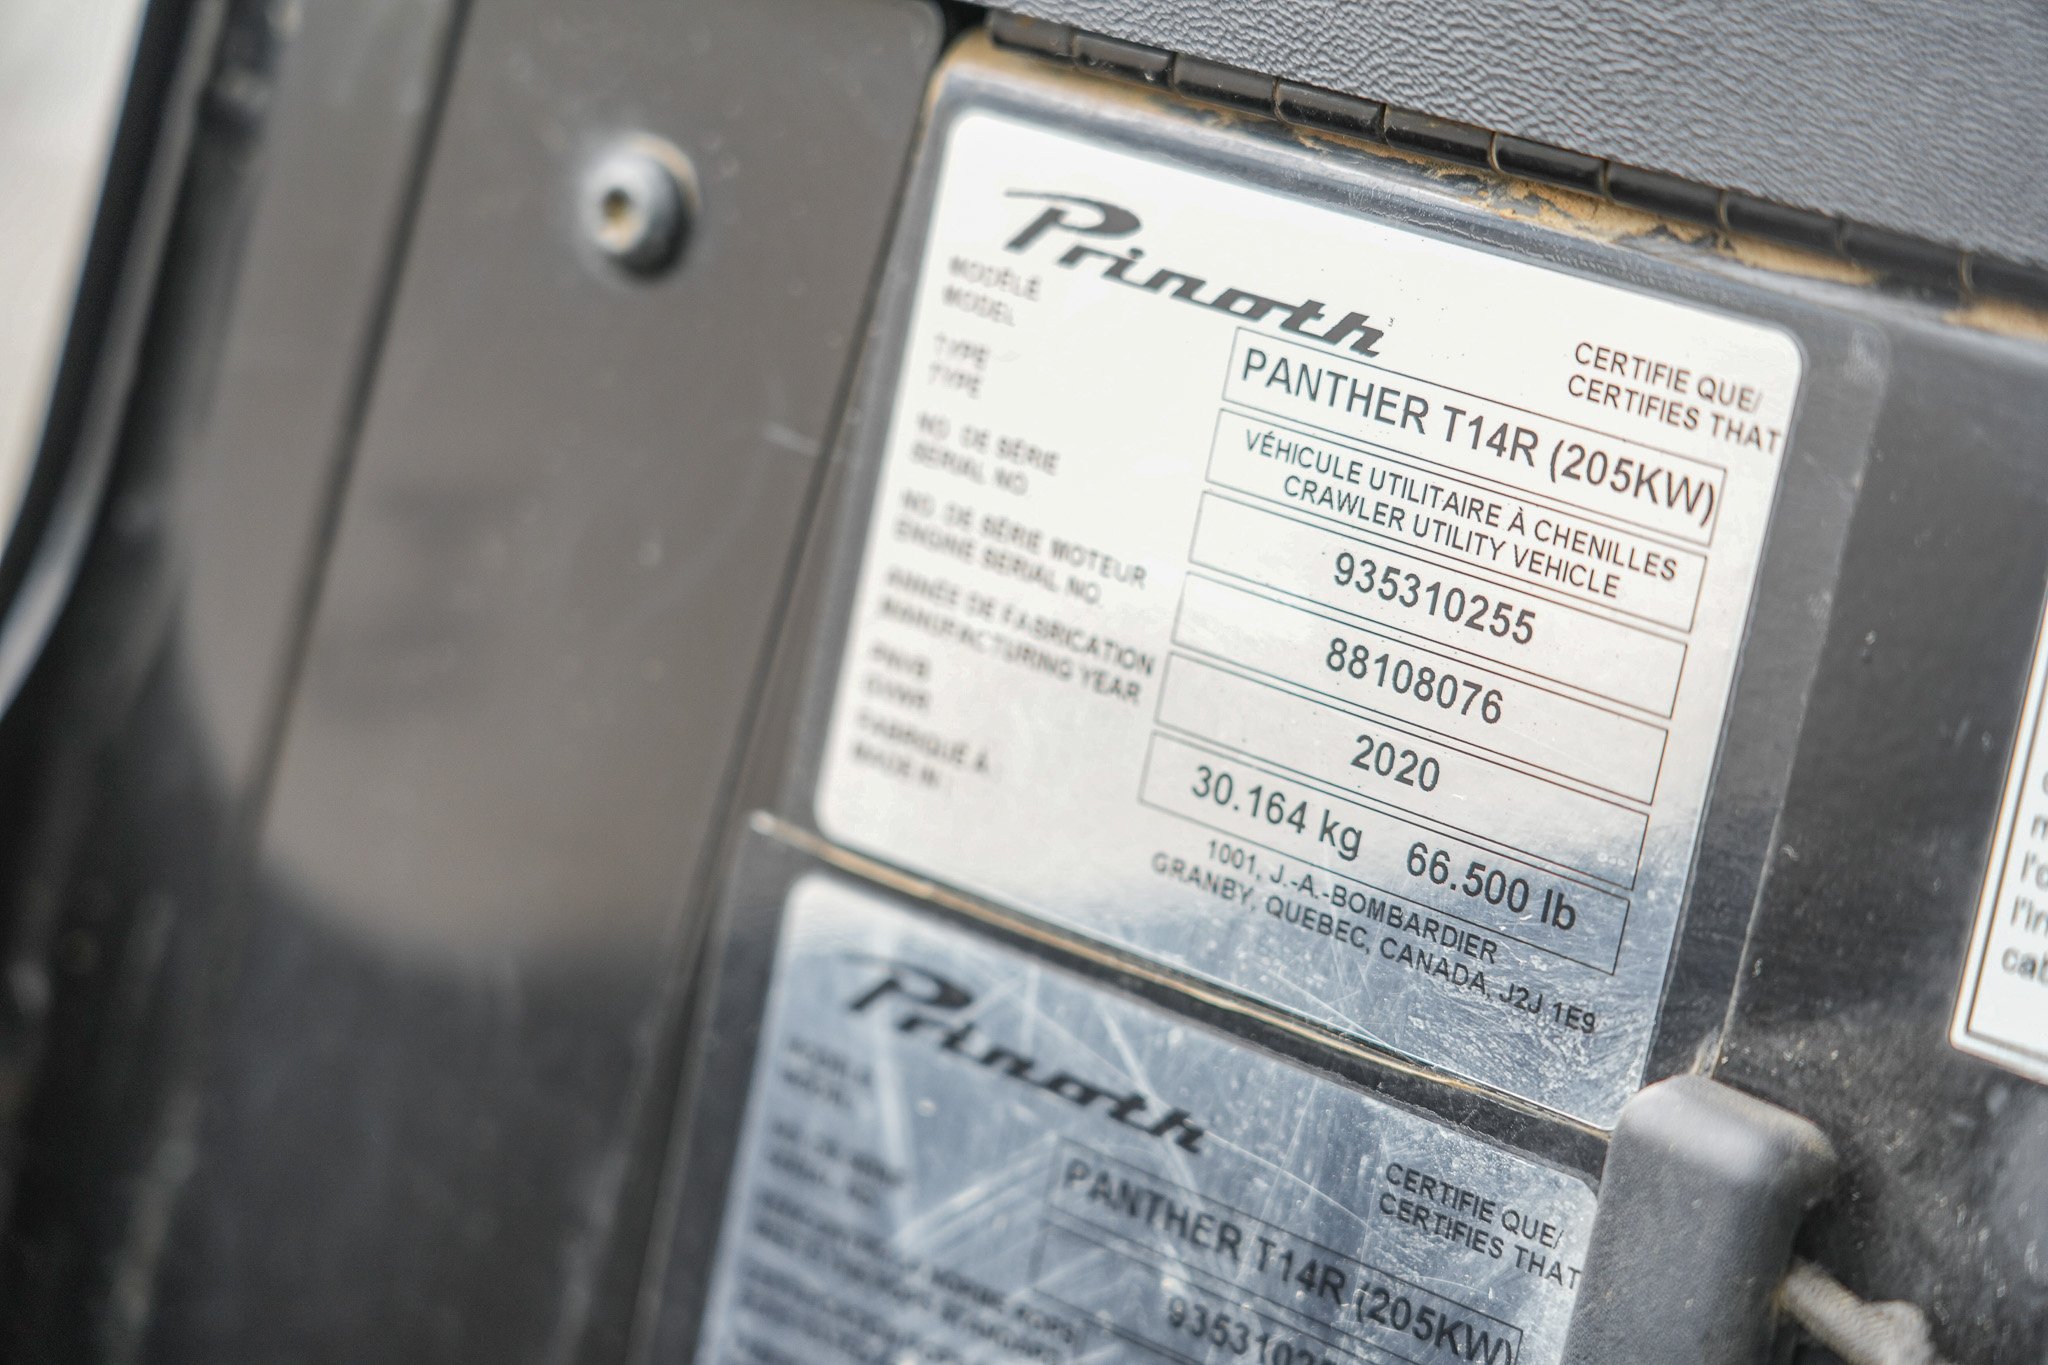 Prinoth
CERTIFIE QUE/
CERTIFIES THAT
MODÈLE
MODEL
PANTHER T14R (205KW)
TYPE
TYPE
VÉHICULE UTILITAIRE À CHENILLES
CRAWLER UTILITY VEHICLE
NO. DE SÉRIE
SERIAL NO
935310255
NO. DE SÉRIE MOTEUR
ENGINE SERIAL NO.
88108076
ANNÉE DE FABRICATION
MANUFACTURING YEAR
2020
PNVB
GVWR
30.164 kg 66.500 lb
FABRIQUÉ À
MADE IN :
1001, J.-A.-BOMBARDIER
GRANBY, QUEBEC, CANADA, J2J 1E9
Prinoth
CERTIFIE QUE/
CERTIFIES THAT
PANTHER T14R (205KW)